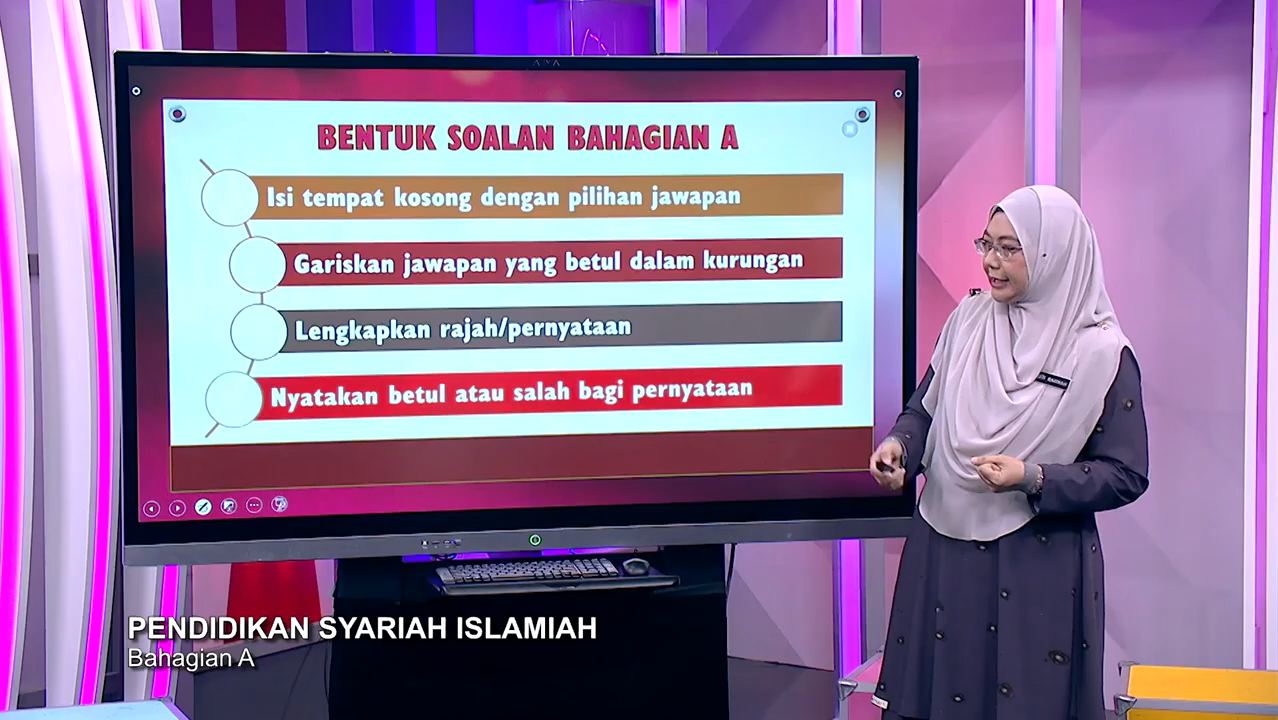 BENTUK SOALAN BAHAGIAN A
Isi tempat kosong dengan pilihan jawapan
Gariskan jawapan yang betul dalam kurungan
Lengkapkan rajah/pernyataan
Nyatakan betul atau salah bagi pernyataan
PENDIDIKAN SYARIAH ISLAMIAH
Bahagian A